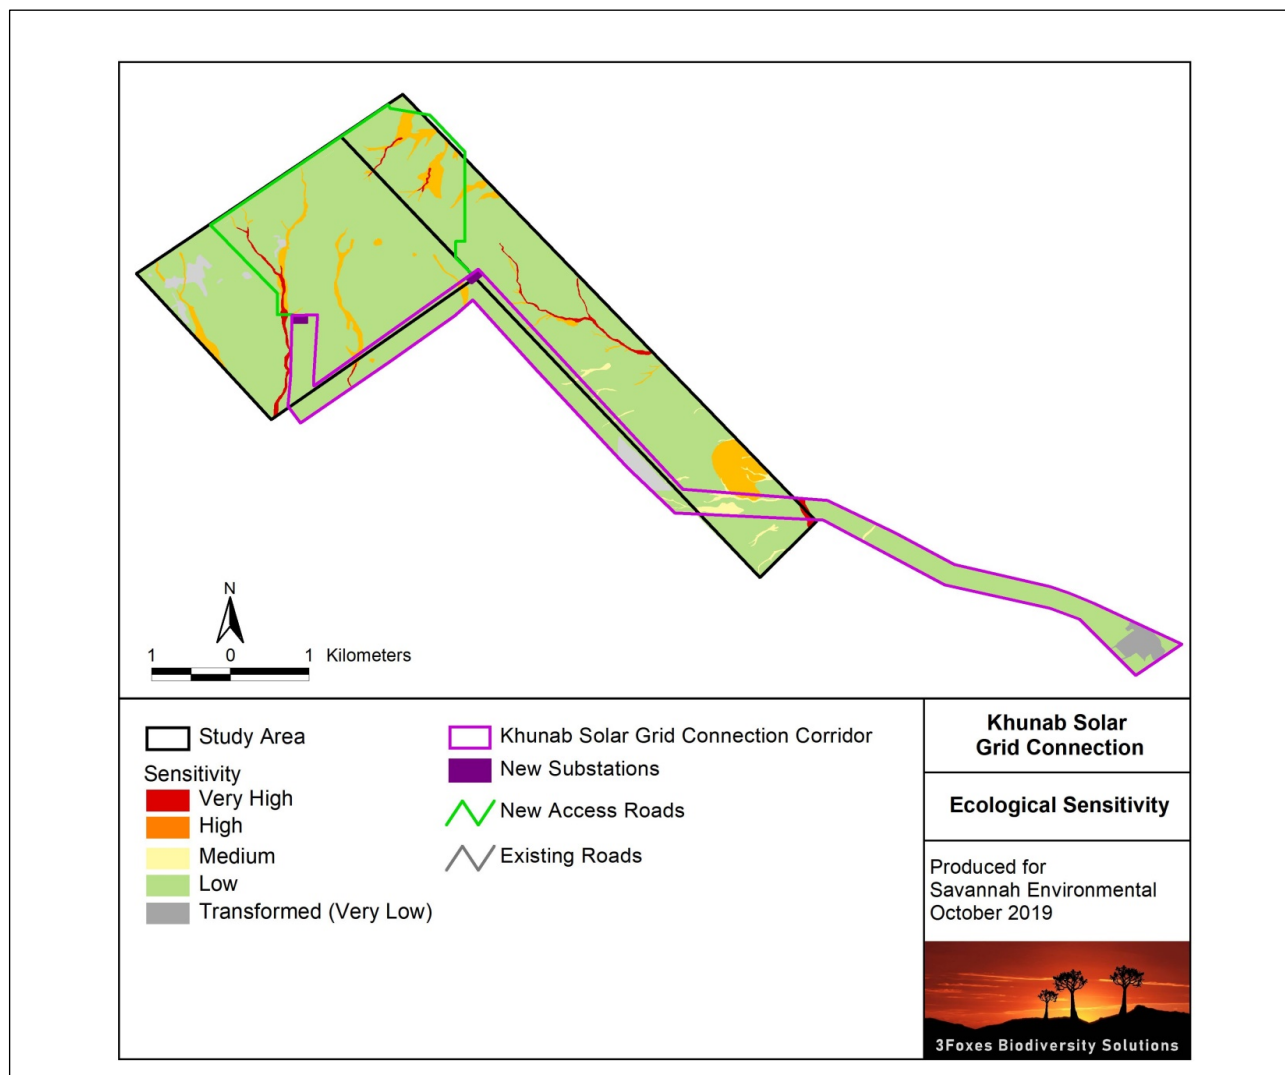 N
1 0 1 Kilometers
Study Area
Sensitivity
Very High
High
Medium
Low
Transformed (Very Low)
Khunab Solar Grid Connection Corridor
New Substations
New Access Roads
Existing Roads
Khunab Solar
Grid Connection
Ecological Sensitivity
Produced for
Savannah Environmental
October 2019
3Foxes Biodiversity Solutions